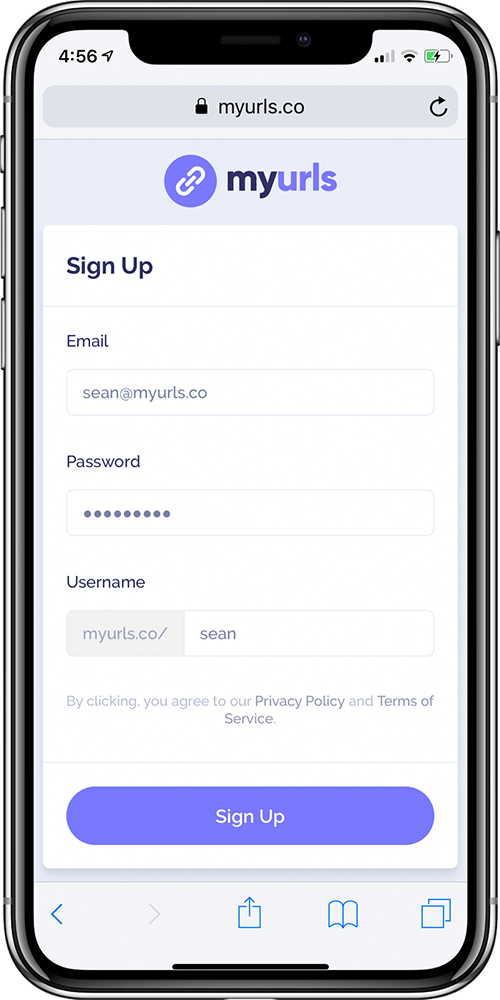 4:56
myurls.co
myurls
Sign Up
Email
sean@myurls.co
Password
•••••••••
Username
myurls.co/ sean
By clicking, you agree to our Privacy Policy and Terms of
Service.
Sign Up